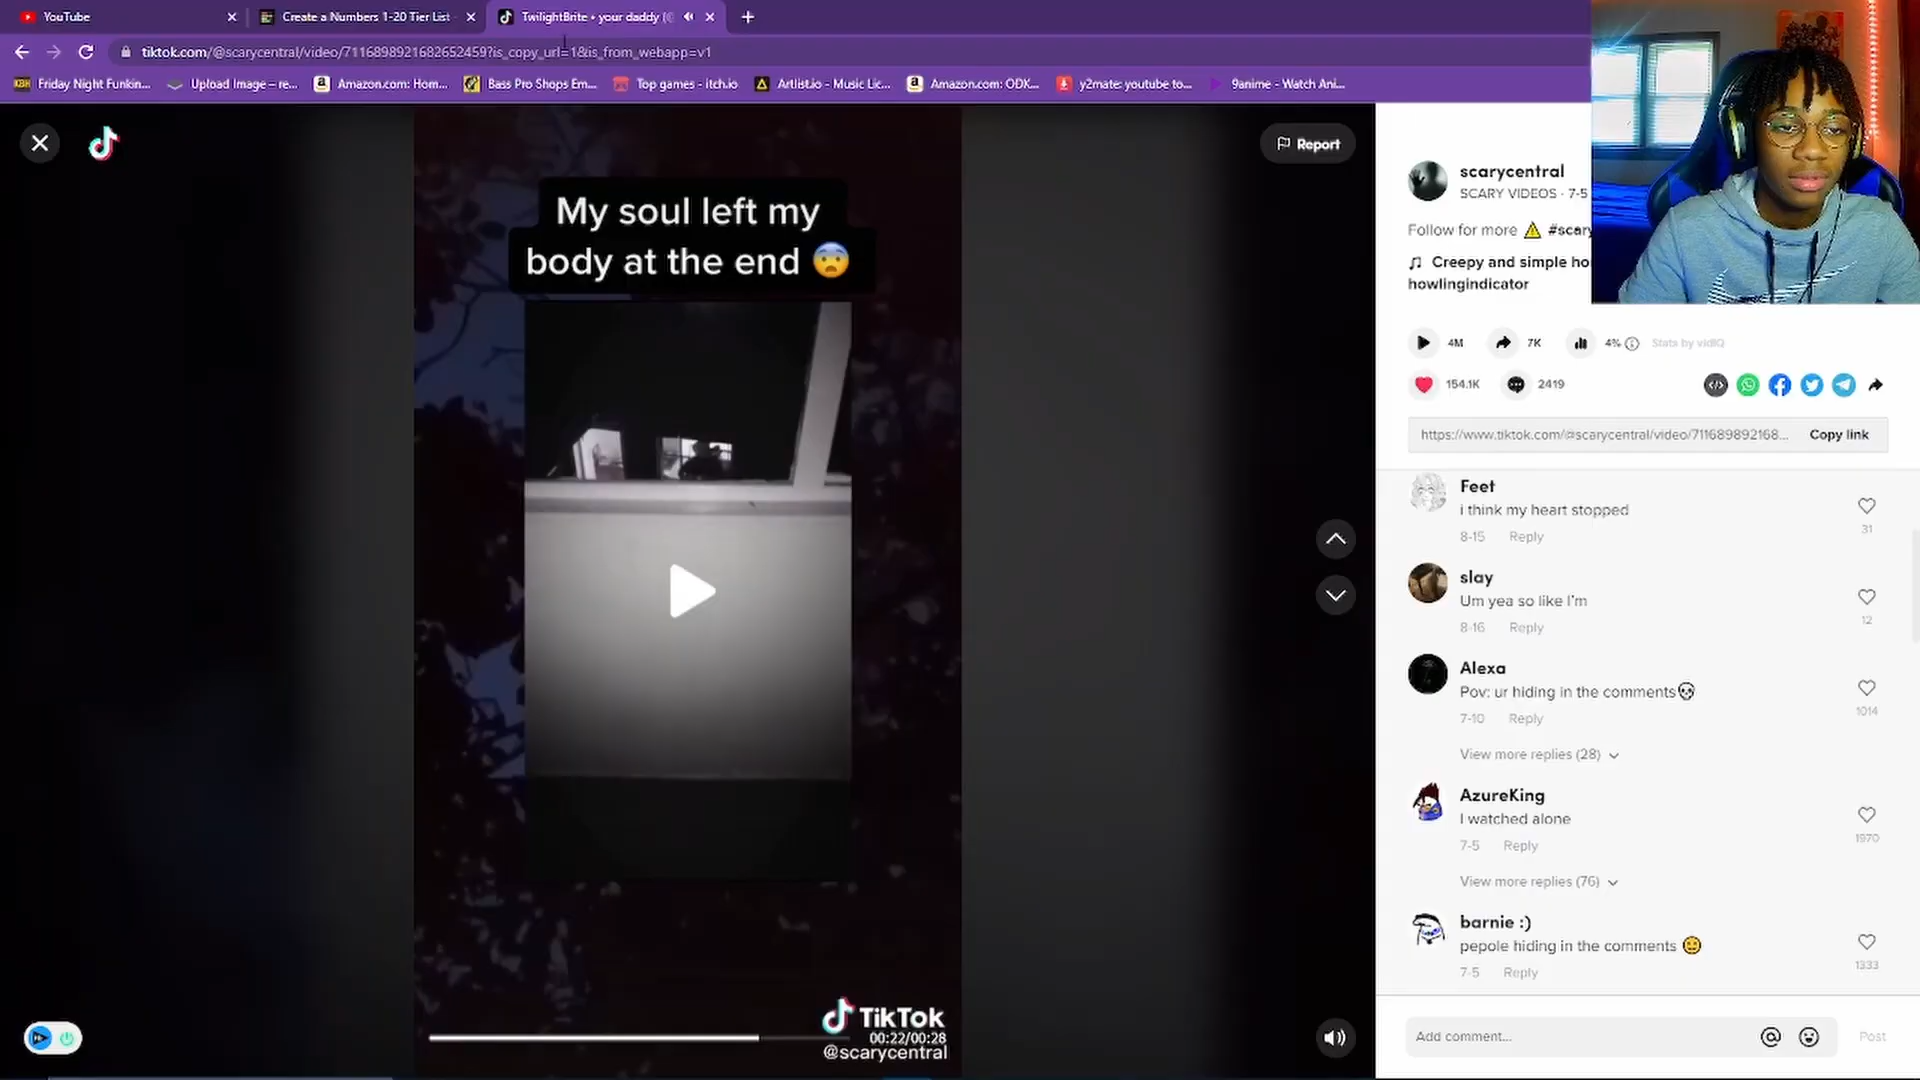 YouTube
Create a Numbers 1-20 Tier List
TwilightBrite • your daddy (
tiktok.com/@scarycentral/video/7116898921682652459?is_copy_url=1&is_from_webapp=v1
Friday Night Funkin...
Upload Image – re...
Amazon.com: Hom...
Bass Pro Shops Em...
Top games - itch.io
Artlist.io - Music Lic...
Amazon.com: ODK...
y2mate: youtube to...
9anime - Watch Ani...
Report
My soul left my
body at the end 😨
TikTok
00:22/00:28
@scarycentral
scarycentral
SCARY VIDEOS · 7-5
Follow for more ⚠ #scary
♫ Creepy and simple ho
howlingindicator
4M
7K
4%
Stats by vidIQ
154.1K
2419
https://www.tiktok.com/@scarycentral/video/711689892168...
Copy link
Feet
i think my heart stopped
31
8-15 Reply
slay
Um yea so like I'm
12
8-16 Reply
Alexa
Pov: ur hiding in the comments💀
1014
7-10 Reply
View more replies (28)
AzureKing
I watched alone
1970
7-5 Reply
View more replies (76)
barnie :)
pepole hiding in the comments
1333
7-5 Reply
Add comment...
@
Post